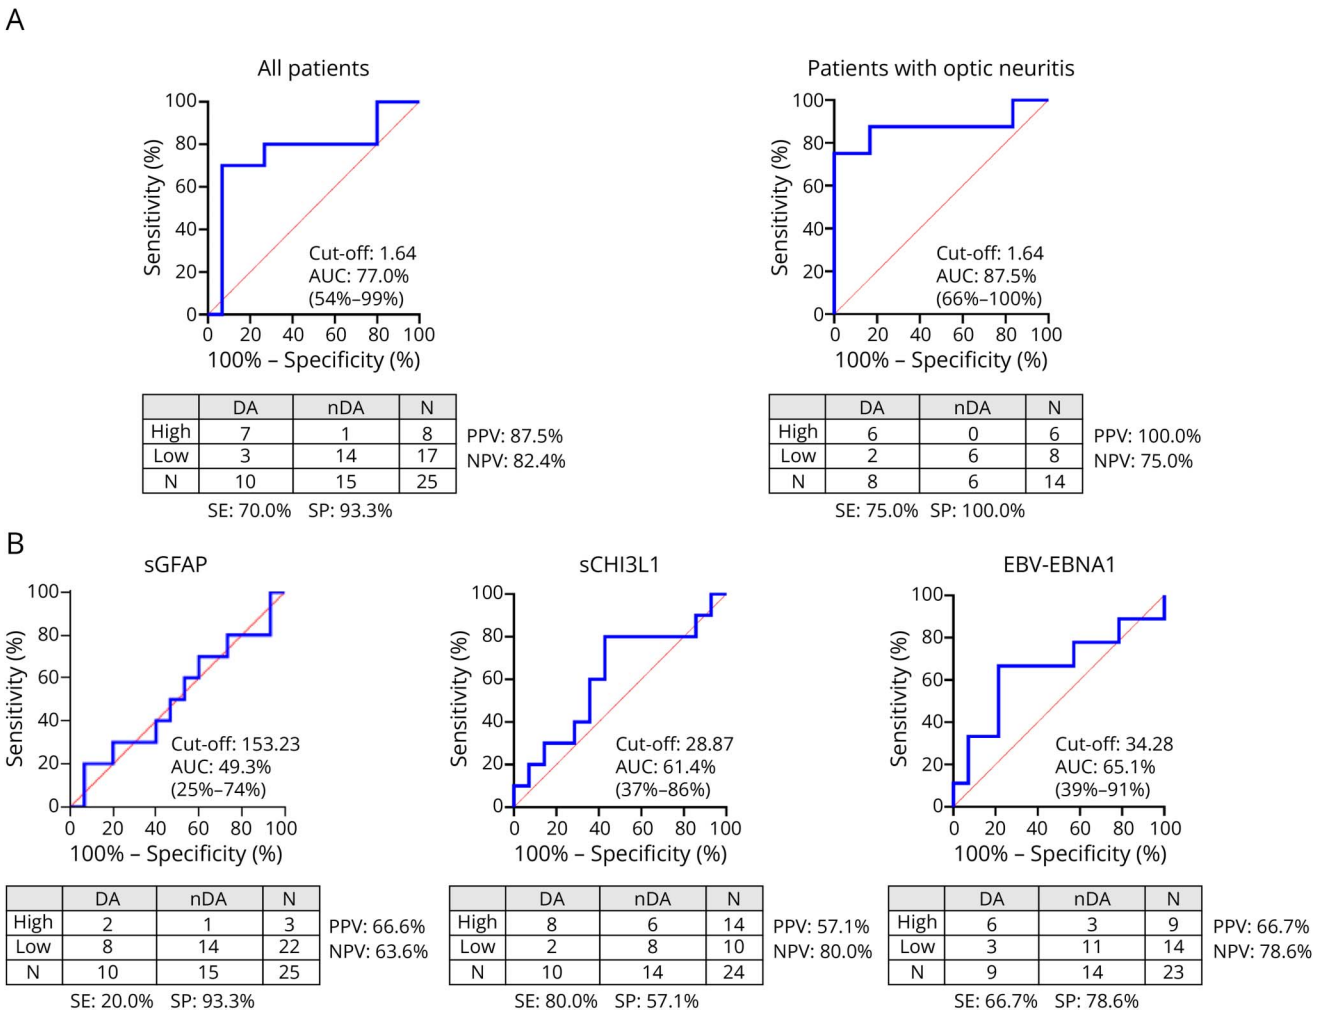 A
All patients
100
80
60
40
20
0
Sensitivity (%)
Cut-off: 1.64
AUC: 77.0%
(54%–99%)
0 20 40 60 80 100
100% – Specificity (%)
DA nDA N
High 7 1 8
Low 3 14 17
N 10 15 25
PPV: 87.5%
NPV: 82.4%
SE: 70.0% SP: 93.3%
Patients with optic neuritis
100
80
60
40
20
0
Sensitivity (%)
Cut-off: 1.64
AUC: 87.5%
(66%–100%)
0 20 40 60 80 100
100% – Specificity (%)
DA nDA N
High 6 0 6
Low 2 6 8
N 8 6 14
PPV: 100.0%
NPV: 75.0%
SE: 75.0% SP: 100.0%
B
sGFAP
100
80
60
40
20
0
Sensitivity (%)
Cut-off: 153.23
AUC: 49.3%
(25%–74%)
0 20 40 60 80 100
100% – Specificity (%)
DA nDA N
High 2 1 3
Low 8 14 22
N 10 15 25
PPV: 66.6%
NPV: 63.6%
SE: 20.0% SP: 93.3%
sCHI3L1
100
80
60
40
20
0
Sensitivity (%)
Cut-off: 28.87
AUC: 61.4%
(37%–86%)
0 20 40 60 80 100
100% – Specificity (%)
DA nDA N
High 8 6 14
Low 2 8 10
N 10 14 24
PPV: 57.1%
NPV: 80.0%
SE: 80.0% SP: 57.1%
EBV-EBNA1
100
80
60
40
20
0
Sensitivity (%)
Cut-off: 34.28
AUC: 65.1%
(39%–91%)
0 20 40 60 80 100
100% – Specificity (%)
DA nDA N
High 6 3 9
Low 3 11 14
N 9 14 23
PPV: 66.7%
NPV: 78.6%
SE: 66.7% SP: 78.6%